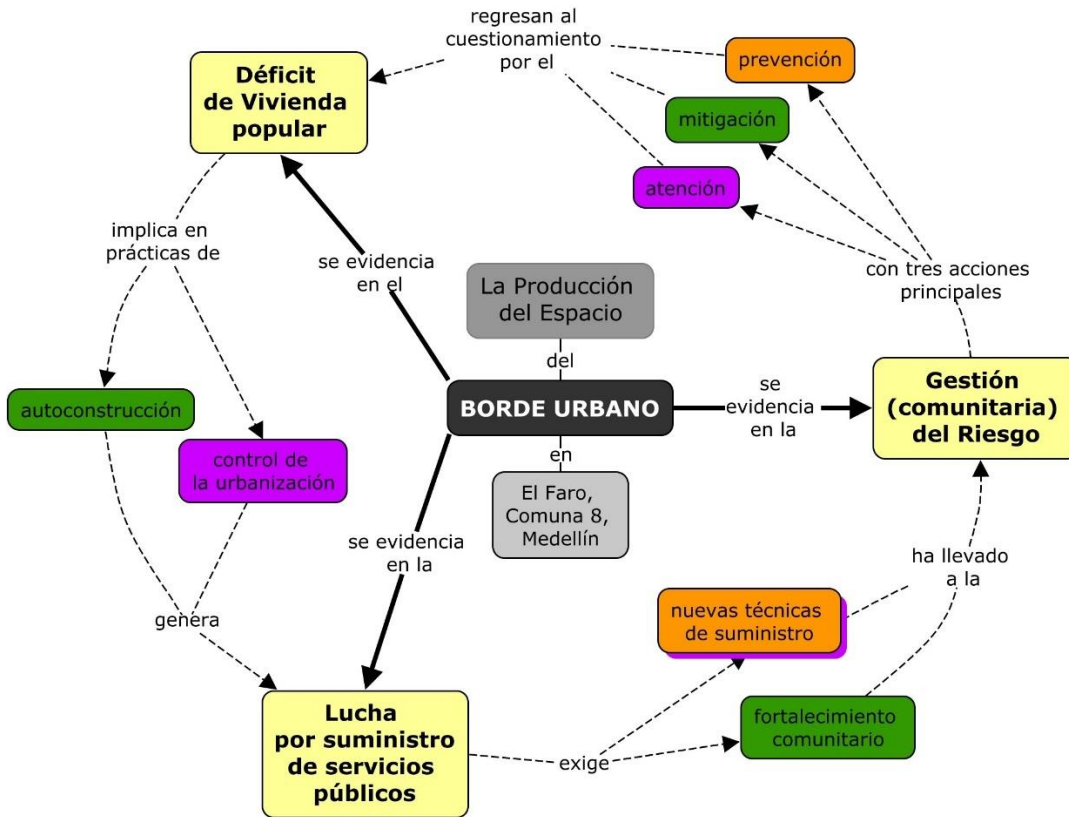 regresan al
cuestionamiento
por el
prevención
Déficit
de Vivienda
popular
mitigación
atención
implica en
prácticas de
se evidencia
en el
La Producción
del Espacio
con tres acciones
principales
del
autoconstrucción
BORDE URBANO
se
evidencia
en la
Gestión
(comunitaria)
del Riesgo
control de
la urbanización
en
El Faro,
Comuna 8,
Medellín
se evidencia
en la
ha llevado
a la
genera
nuevas técnicas
de suministro
Lucha
por suministro
de servicios
públicos
exige
fortalecimiento
comunitario